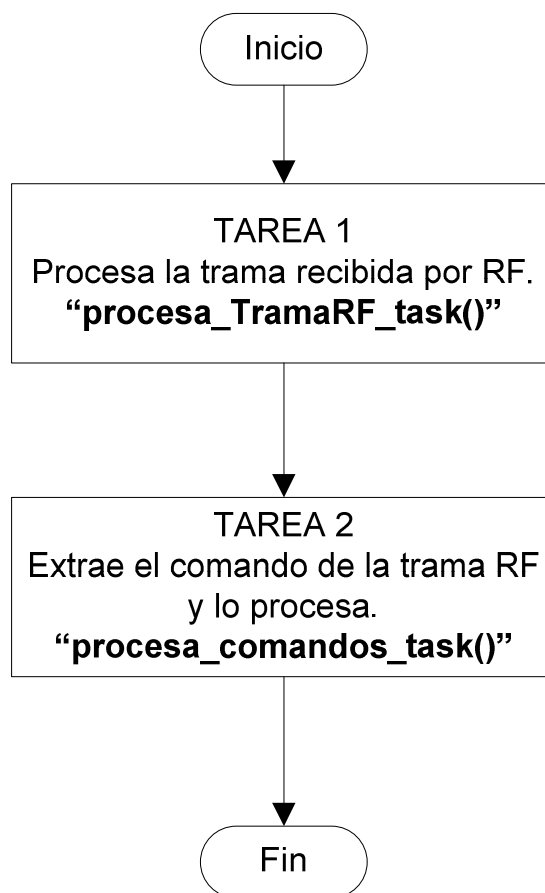 Inicio
TAREA 1
Procesa la trama recibida por RF.
“procesa_TramaRF_task()”
TAREA 2
Extrae el comando de la trama RF
y lo procesa.
“procesa_comandos_task()”
Fin